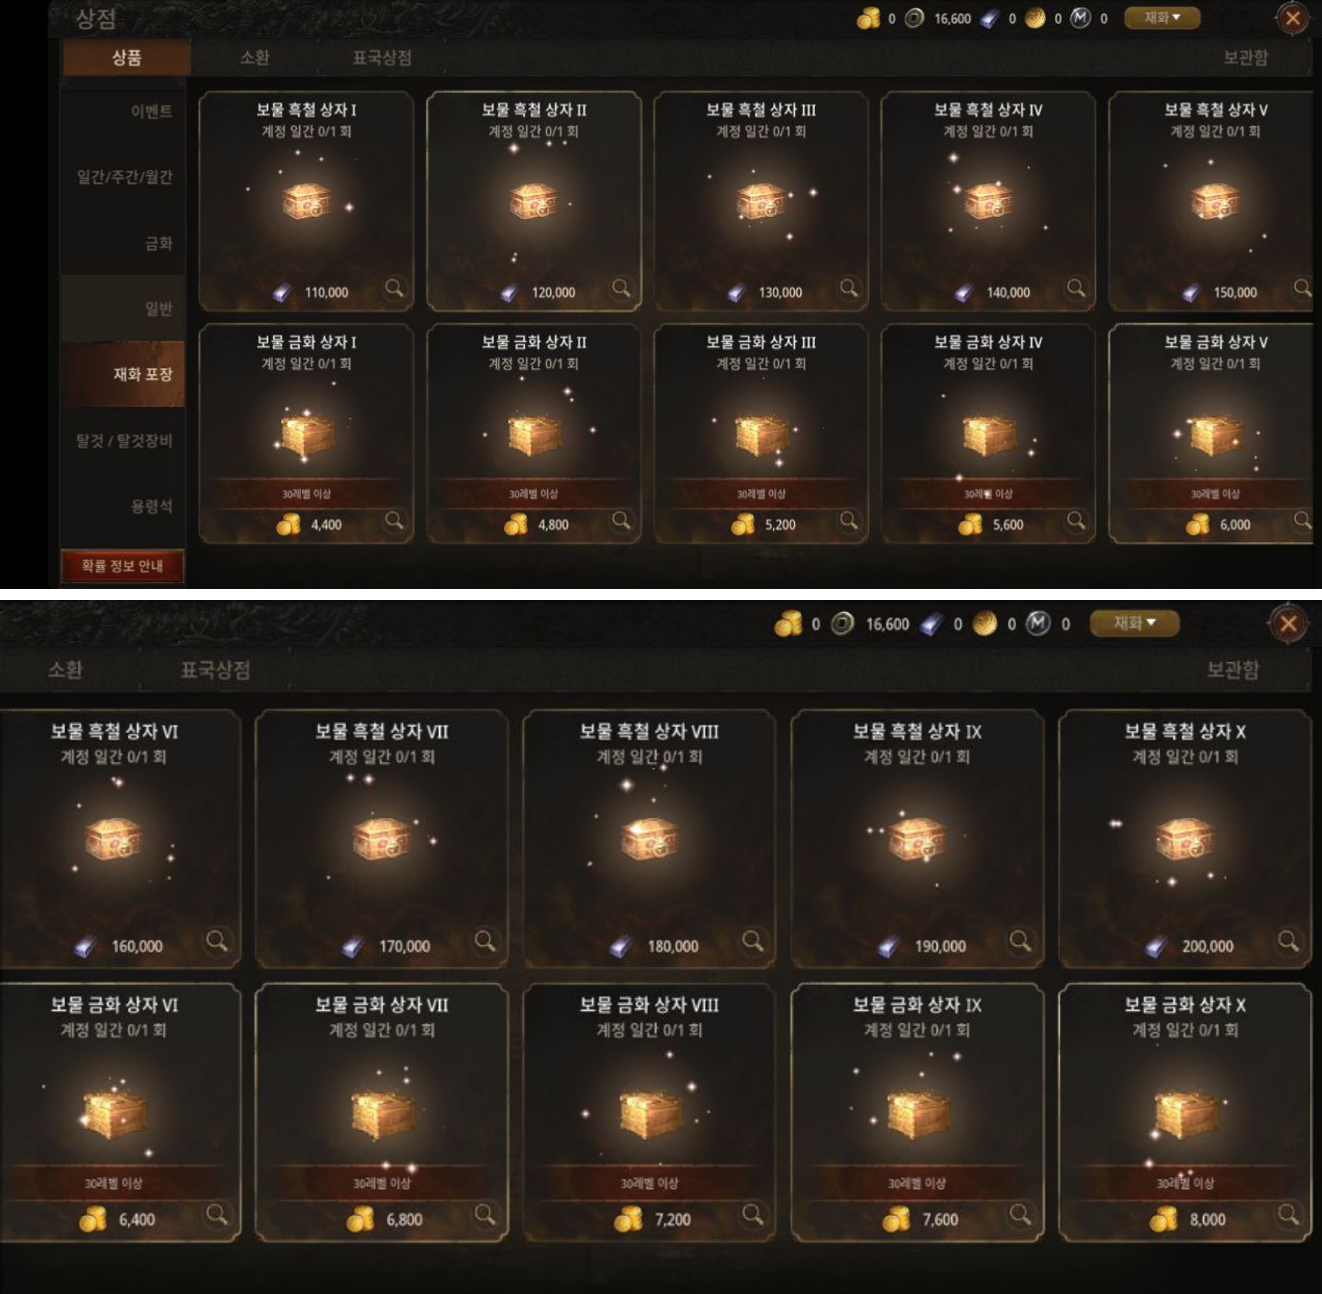 상점
0 16,600 0 0 0 재화▼
상품 소환 표국상점 보관함
이벤트
일간/주간/월간
금화
일반
재화 포장
탈것 / 탈것장비
용령석
확률 정보 안내
보물 흑철 상자 I 보물 흑철 상자 II 보물 흑철 상자 III 보물 흑철 상자 IV 보물 흑철 상자 V
계정 일간 0/1 회 계정 일간 0/1 회 계정 일간 0/1 회 계정 일간 0/1 회 계정 일간 0/1 회
110,000 120,000 130,000 140,000 150,000
보물 금화 상자 I 보물 금화 상자 II 보물 금화 상자 III 보물 금화 상자 IV 보물 금화 상자 V
계정 일간 0/1 회 계정 일간 0/1 회 계정 일간 0/1 회 계정 일간 0/1 회 계정 일간 0/1 회
30레벨 이상 30레벨 이상 30레벨 이상 30레벨 이상 30레벨 이상
4,400 4,800 5,200 5,600 6,000
0 16,600 0 0 0 재화▼
소환 표국상점 보관함
보물 흑철 상자 VI 보물 흑철 상자 VII 보물 흑철 상자 VIII 보물 흑철 상자 IX 보물 흑철 상자 X
계정 일간 0/1 회 계정 일간 0/1 회 계정 일간 0/1 회 계정 일간 0/1 회 계정 일간 0/1 회
160,000 170,000 180,000 190,000 200,000
보물 금화 상자 VI 보물 금화 상자 VII 보물 금화 상자 VIII 보물 금화 상자 IX 보물 금화 상자 X
계정 일간 0/1 회 계정 일간 0/1 회 계정 일간 0/1 회 계정 일간 0/1 회 계정 일간 0/1 회
30레벨 이상 30레벨 이상 30레벨 이상 30레벨 이상 30레벨 이상
6,400 6,800 7,200 7,600 8,000